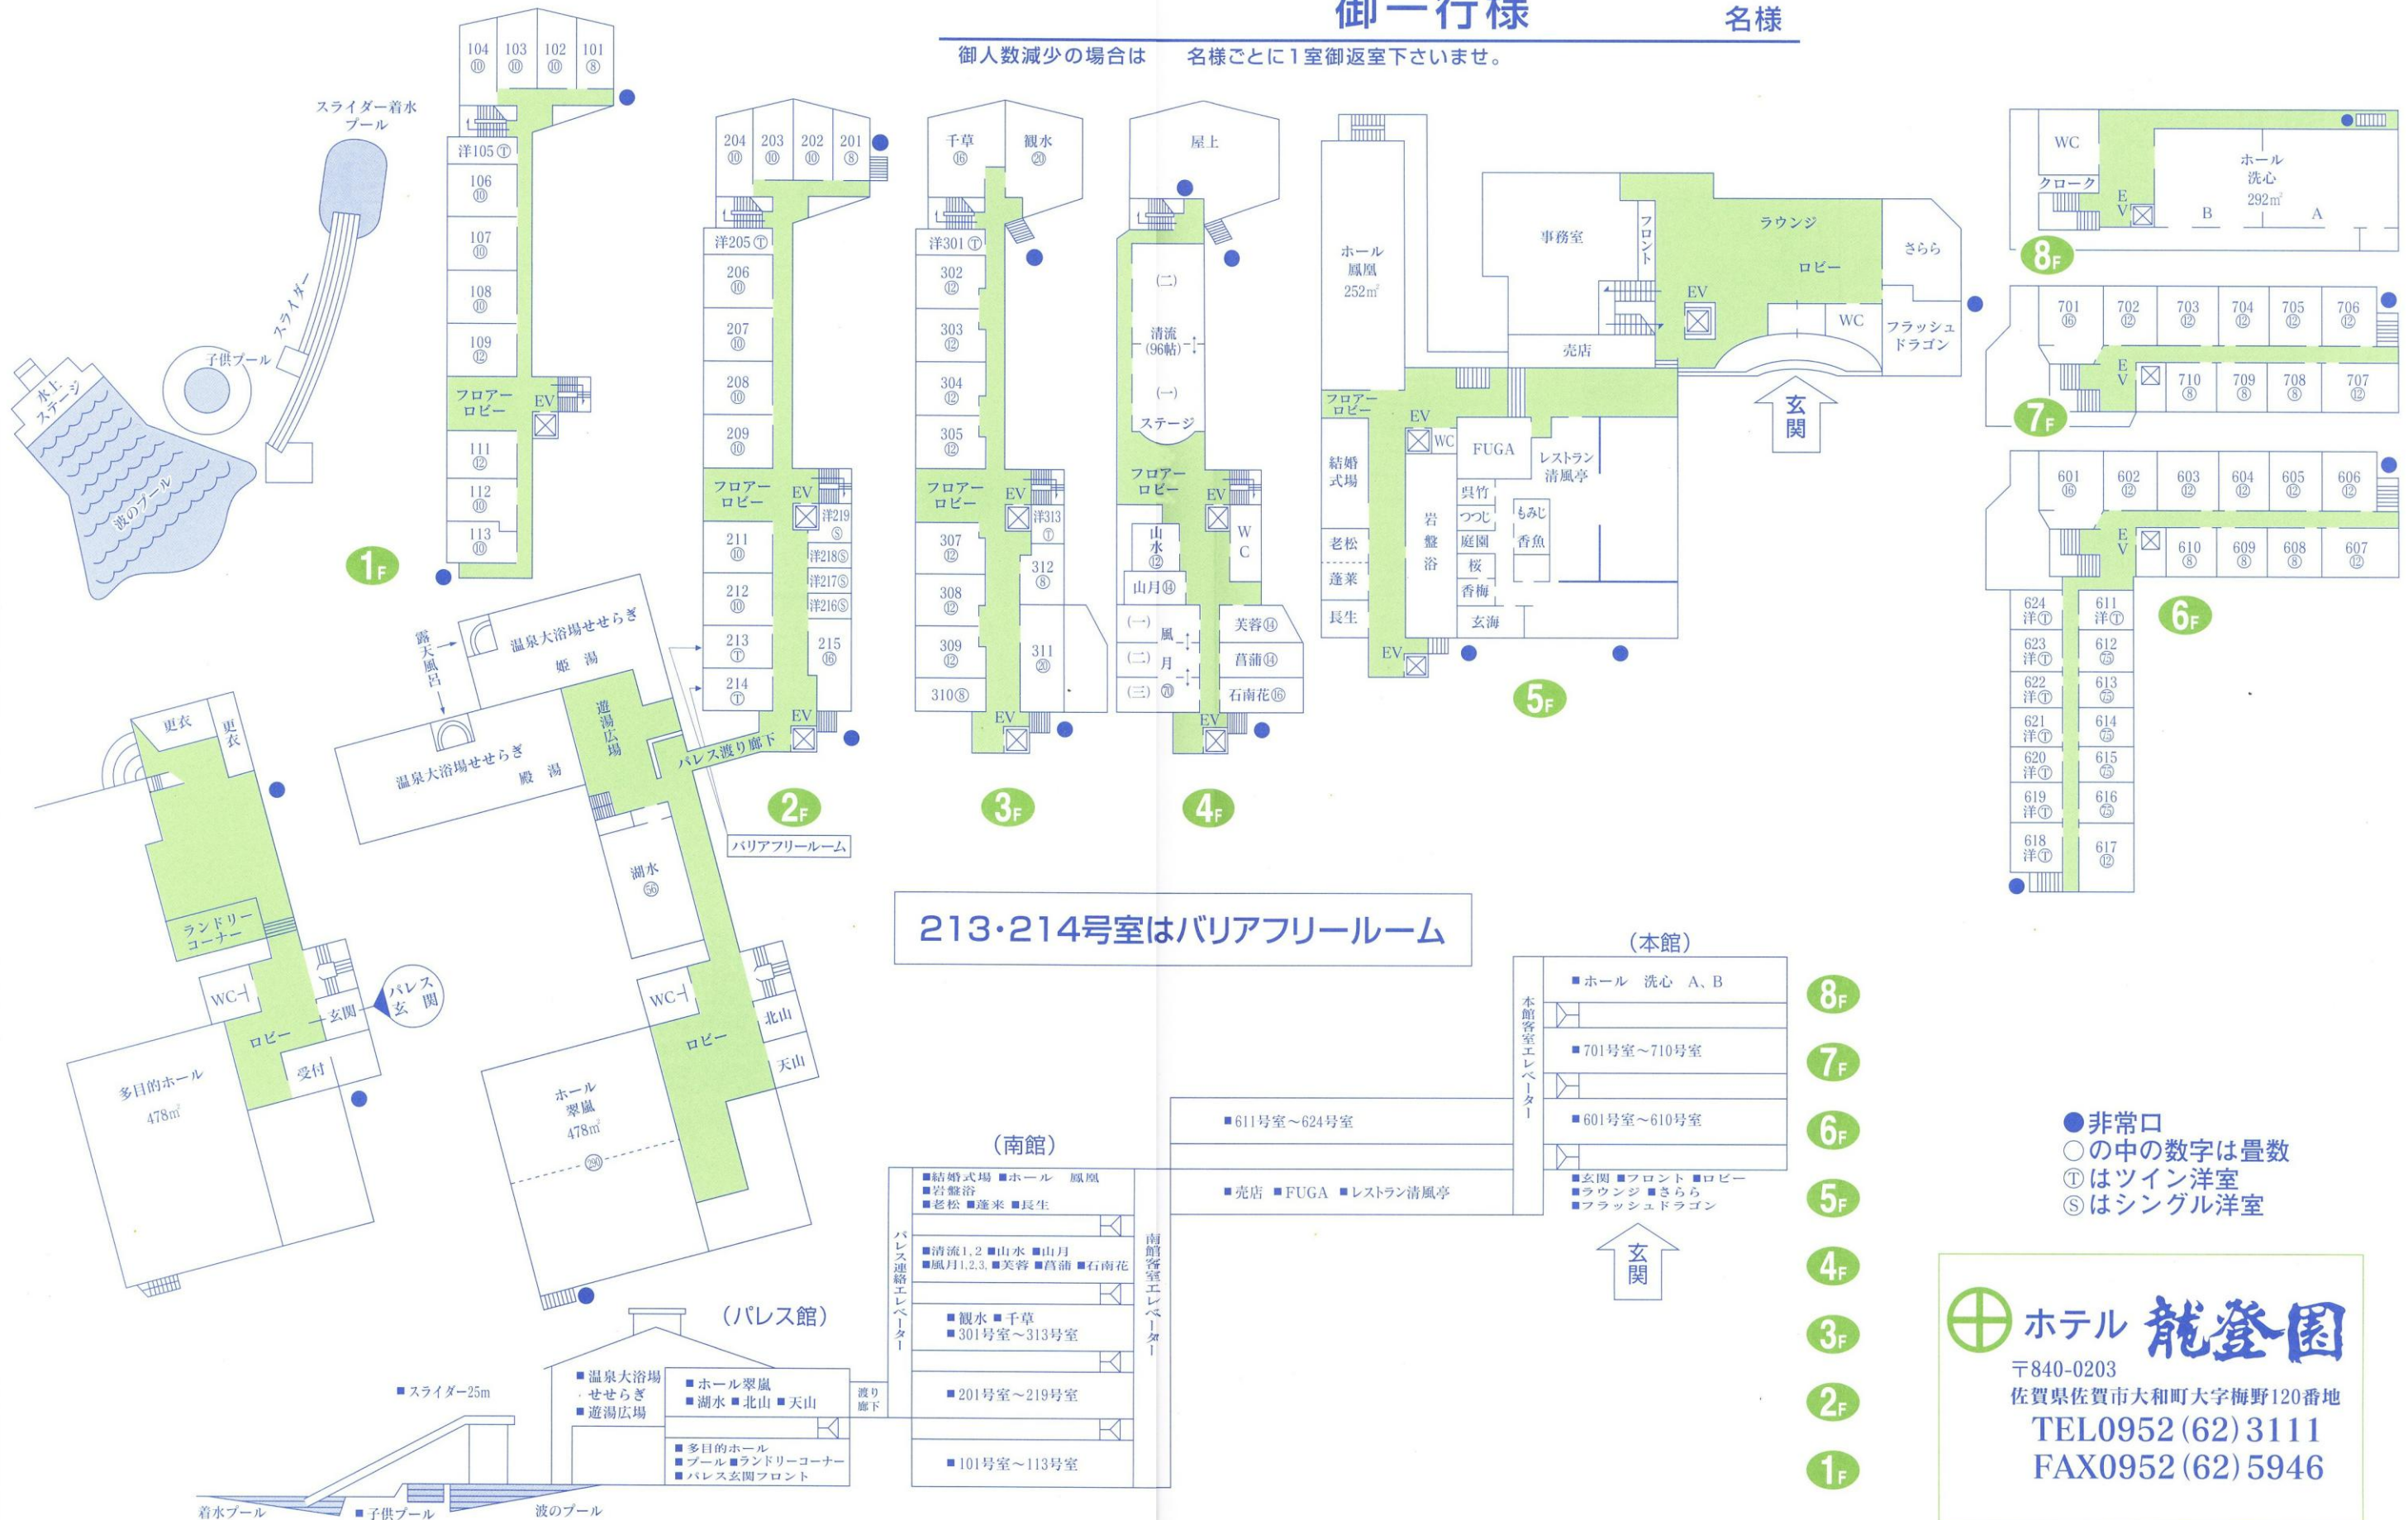 御一行様　名様
御人数減少の場合は　名様ごとに1室御返室下さいませ。
スライダー着水
プール
スライダー
子供プール
水上
ステージ
波のプール
104 103 102 101
⑩ ⑩ ⑩ ⑧
洋105Ⓣ
106
⑩
107
⑩
108
⑩
109
⑫
フロアー
ロビー
EV
111
⑫
112
⑩
113
⑩
1F
204 203 202 201
⑩ ⑩ ⑩ ⑧
洋205Ⓣ
206
⑩
207
⑩
208
⑩
209
⑩
フロアー
ロビー
EV
洋219
Ⓢ
211
⑩
洋218Ⓢ
洋217Ⓢ
212
⑩
洋216Ⓢ
213
Ⓣ
215
⑯
214
Ⓣ
EV
パレス渡り廊下
2F
バリアフリールーム
露天風呂
温泉大浴場せせらぎ
姫 湯
温泉大浴場せせらぎ
殿 湯
遊湯広場
湖水
56
WC
ロビー
北山
天山
ホール
翠嵐
478㎡
290
更衣
更衣
ランドリー
コーナー
WC
ロビー
玄関
パレス
玄 関
受付
多目的ホール
478㎡
千草
⑯
観水
⑳
洋301Ⓣ
302
⑫
303
⑫
304
⑫
305
⑫
フロアー
ロビー
EV
洋313
Ⓣ
307
⑫
312
⑧
308
⑫
309
⑫
311
⑳
310⑧
EV
3F
屋上
(二)
清流
(96帖)
(一)
ステージ
フロアー
ロビー
EV
WC
山水
⑫
山月⑭
(一)
(二)
(三)
風
月
70
芙蓉⑭
菖蒲⑭
石南花⑯
EV
4F
ホール
鳳凰
252㎡
事務室
フロント
ラウンジ
ロビー
EV
WC
さらら
フラッシュ
ドラゴン
売店
玄関
フロアー
ロビー
EV
WC
FUGA
レストラン
清風亭
結婚
式場
岩盤浴
呉竹
つつじ
庭園
桜
香梅
玄海
もみじ
香魚
老松
蓬莱
長生
EV
5F
WC
クローク
EV
ホール
洗心
292㎡
B A
8F
701 702 703 704 705 706
⑯ ⑫ ⑫ ⑫ ⑫ ⑫
EV
710 709 708 707
⑧ ⑧ ⑧ ⑫
7F
601 602 603 604 605 606
⑯ ⑫ ⑫ ⑫ ⑫ ⑫
EV
610 609 608 607
⑧ ⑧ ⑧ ⑫
6F
624 611
洋Ⓣ 洋Ⓣ
623 612
洋Ⓣ 7.5
622 613
洋Ⓣ 7.5
621 614
洋Ⓣ 7.5
620 615
洋Ⓣ 7.5
619 616
洋Ⓣ 7.5
618 617
洋Ⓣ ⑫
213・214号室はバリアフリールーム
(本館)
本館客室エレベーター
■ホール 洗心 A、B
8F
■701号室〜710号室
7F
■611号室〜624号室
■601号室〜610号室
6F
■売店 ■FUGA ■レストラン清風亭
■玄関 ■フロント ■ロビー
■ラウンジ ■さらら
■フラッシュドラゴン
5F
玄関
4F
3F
2F
1F
(南館)
パレス連絡エレベーター
南館客室エレベーター
■結婚式場 ■ホール 鳳凰
■岩盤浴
■老松 ■蓬来 ■長生
■清流1,2 ■山水 ■山月
■風月1,2,3, ■芙蓉 ■菖蒲 ■石南花
■観水 ■千草
■301号室〜313号室
■201号室〜219号室
■101号室〜113号室
(パレス館)
■スライダー25m
■温泉大浴場
せせらぎ
■遊湯広場
■ホール翠嵐
■湖水 ■北山 ■天山
渡り
廊下
■多目的ホール
■プール ■ランドリーコーナー
■パレス玄関フロント
着水プール
■子供プール
波のプール
●非常口
○の中の数字は畳数
Ⓣはツイン洋室
Ⓢはシングル洋室
ホテル 龍登園
〒840-0203
佐賀県佐賀市大和町大字梅野120番地
TEL0952(62)3111
FAX0952(62)5946